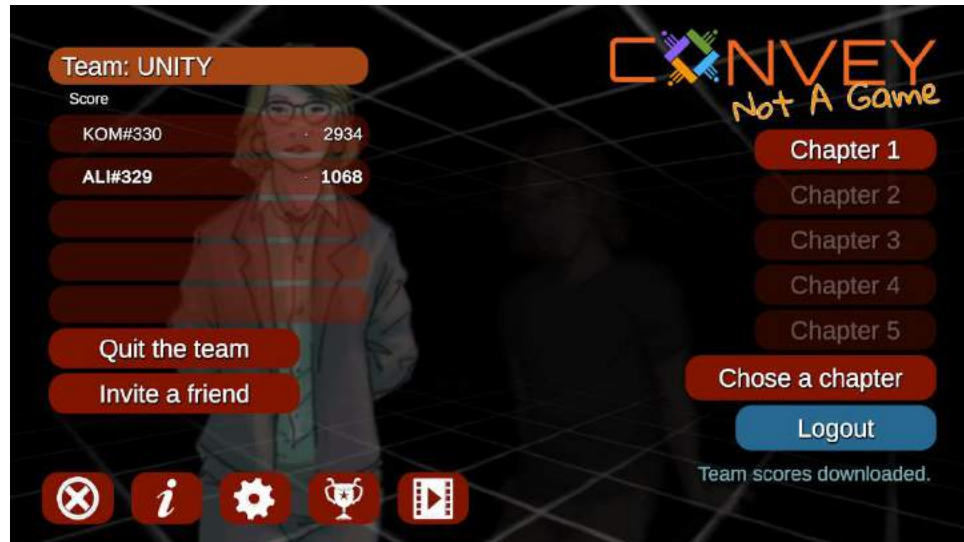 Team: UNITY
Score
KOM#330 · 2934
ALI#329 · 1068
Quit the team
Invite a friend
CONVEY
Not A Game
Chapter 1
Chapter 2
Chapter 3
Chapter 4
Chapter 5
Chose a chapter
Logout
Team scores downloaded.